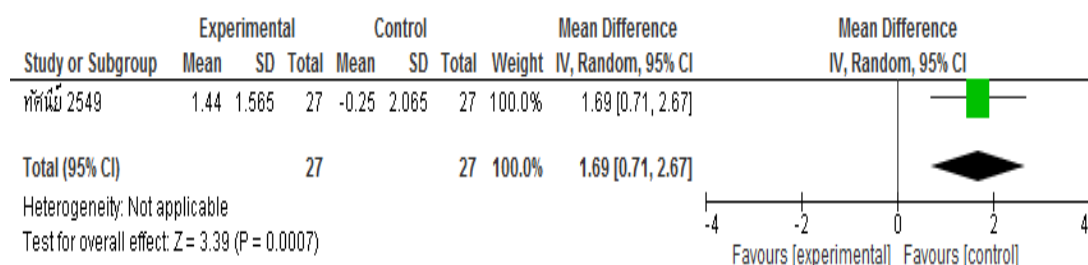 Experimental Control Mean Difference Mean Difference
Study or Subgroup Mean SD Total Mean SD Total Weight IV, Random, 95% CI IV, Random, 95% CI
ทัศนีย์ 2549 1.44 1.565 27 -0.25 2.065 27 100.0% 1.69 [0.71, 2.67]
Total (95% CI) 27 27 100.0% 1.69 [0.71, 2.67]
Heterogeneity: Not applicable
Test for overall effect: Z = 3.39 (P = 0.0007)
-4 -2 0 2 4
Favours [experimental] Favours [control]